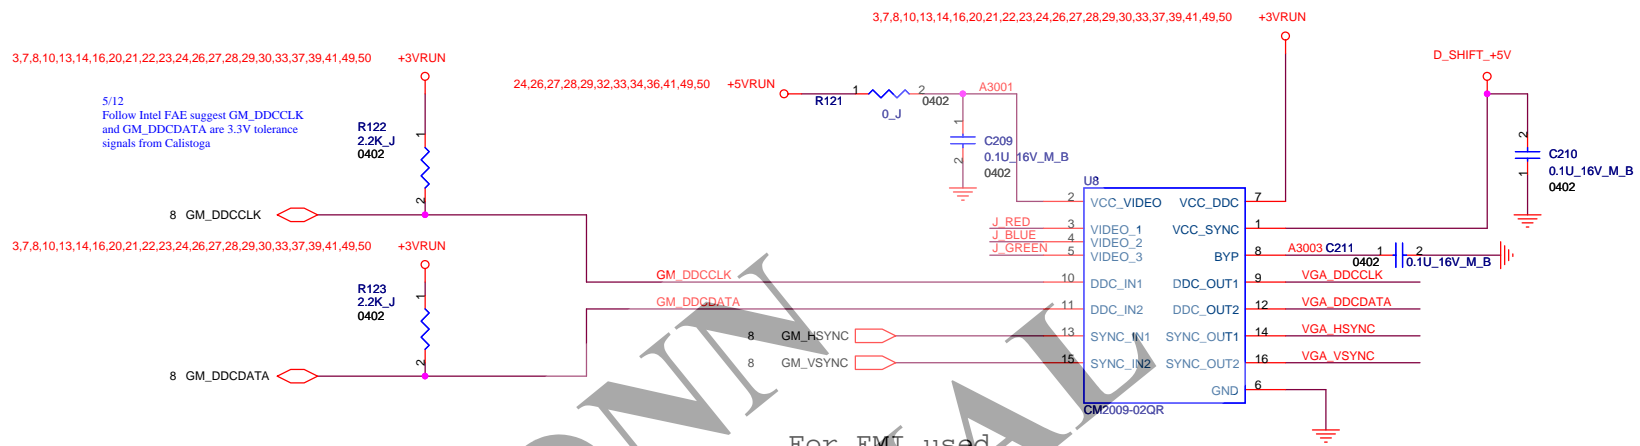 3,7,8,10,13,14,16,20,21,22,23,24,26,27,28,29,30,33,37,39,41,49,50 +3VRUN
3,7,8,10,13,14,16,20,21,22,23,24,26,27,28,29,30,33,37,39,41,49,50 +3VRUN
D_SHIFT_+5V
24,26,27,28,29,32,33,34,36,41,49,50 +5VRUN
R121 1 2 0402 A3001
0_J
5/12
Follow Intel FAE suggest GM_DDCCLK
and GM_DDCDATA are 3.3V tolerance
signals from Calistoga
R122
2.2K_J
0402
1
2
1
C209
0.1U_16V_M_B
0402
2
2
C210
0.1U_16V_M_B
0402
1
8 GM_DDCCLK
3,7,8,10,13,14,16,20,21,22,23,24,26,27,28,29,30,33,37,39,41,49,50 +3VRUN
R123
2.2K_J
0402
1
2
8 GM_DDCDATA
U8
2 VCC_VIDEO VCC_DDC 7
J_RED 3 VIDEO_1 VCC_SYNC 1
J_BLUE 4 VIDEO_2
J_GREEN 5 VIDEO_3 BYP 8 A3003 C211 1 2
0402 0.1U_16V_M_B
GM_DDCCLK 10 DDC_IN1 DDC_OUT1 9 VGA_DDCCLK
GM_DDCDATA 11 DDC_IN2 DDC_OUT2 12 VGA_DDCDATA
8 GM_HSYNC 13 SYNC_IN1 SYNC_OUT1 14 VGA_HSYNC
8 GM_VSYNC 15 SYNC_IN2 SYNC_OUT2 16 VGA_VSYNC
GND 6
CM2009-02QR
For EMI used